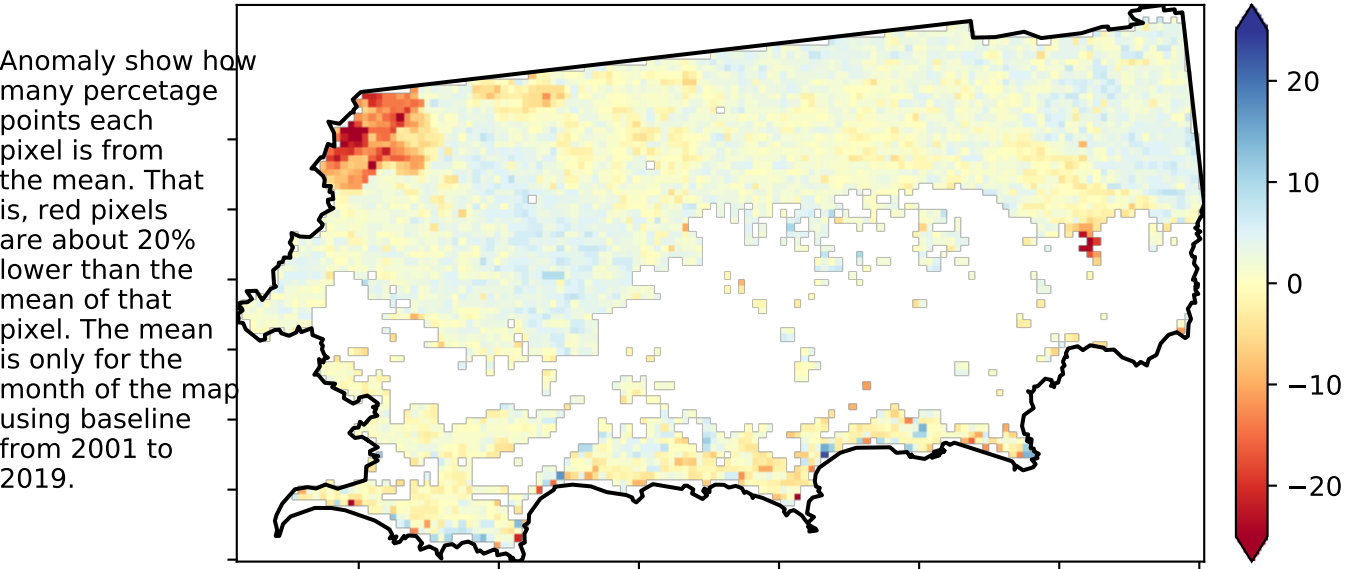 Anomaly show how
many percetage
points each
pixel is from
the mean. That
is, red pixels
are about 20%
lower than the
mean of that
pixel. The mean
is only for the
month of the map
using baseline
from 2001 to
2019.
20
10
0
−10
−20